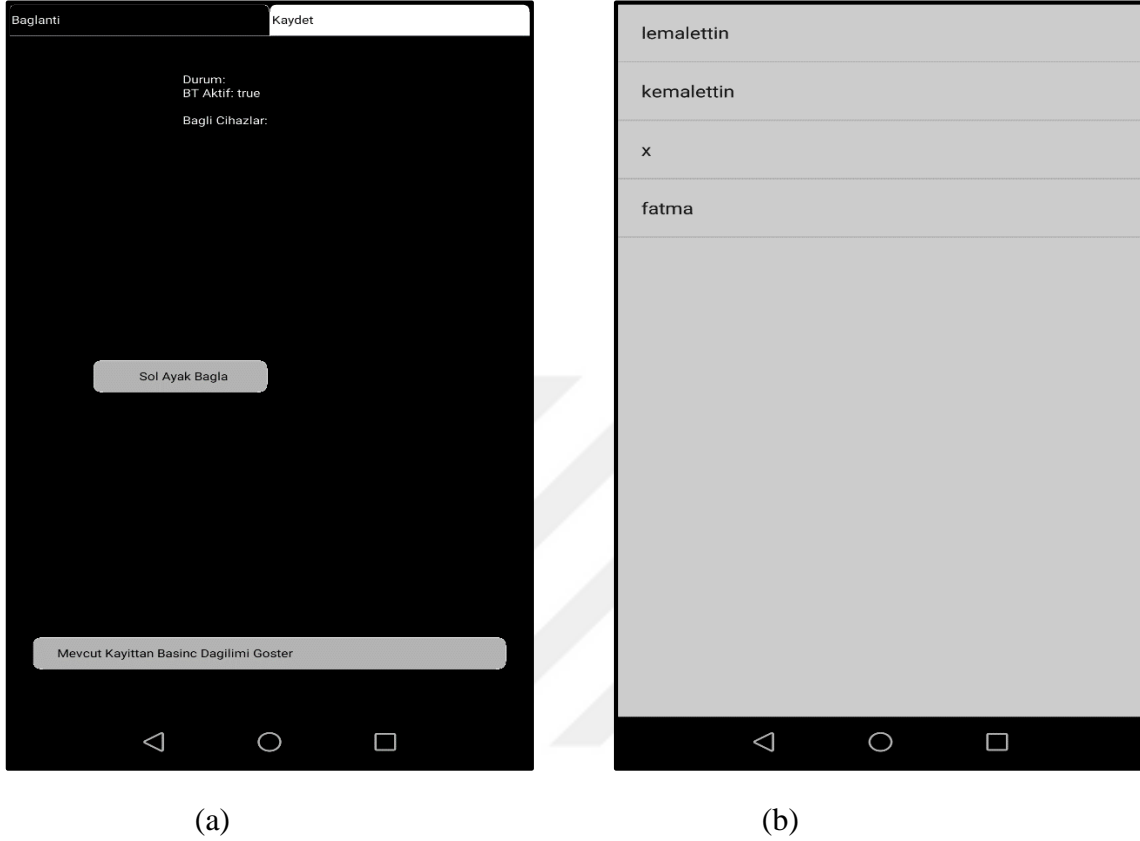 Baglanti
Kaydet
Durum:
BT Aktif: true
Bagli Cihazlar:
Sol Ayak Bagla
Mevcut Kayittan Basinc Dagilimi Goster
(a)
lemalettin
kemalettin
x
fatma
(b)